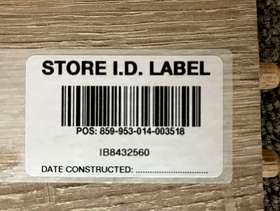 STORE I.D. LABEL
POS: 859-953-014-003518
IB8432560
DATE CONSTRUCTED: ........................